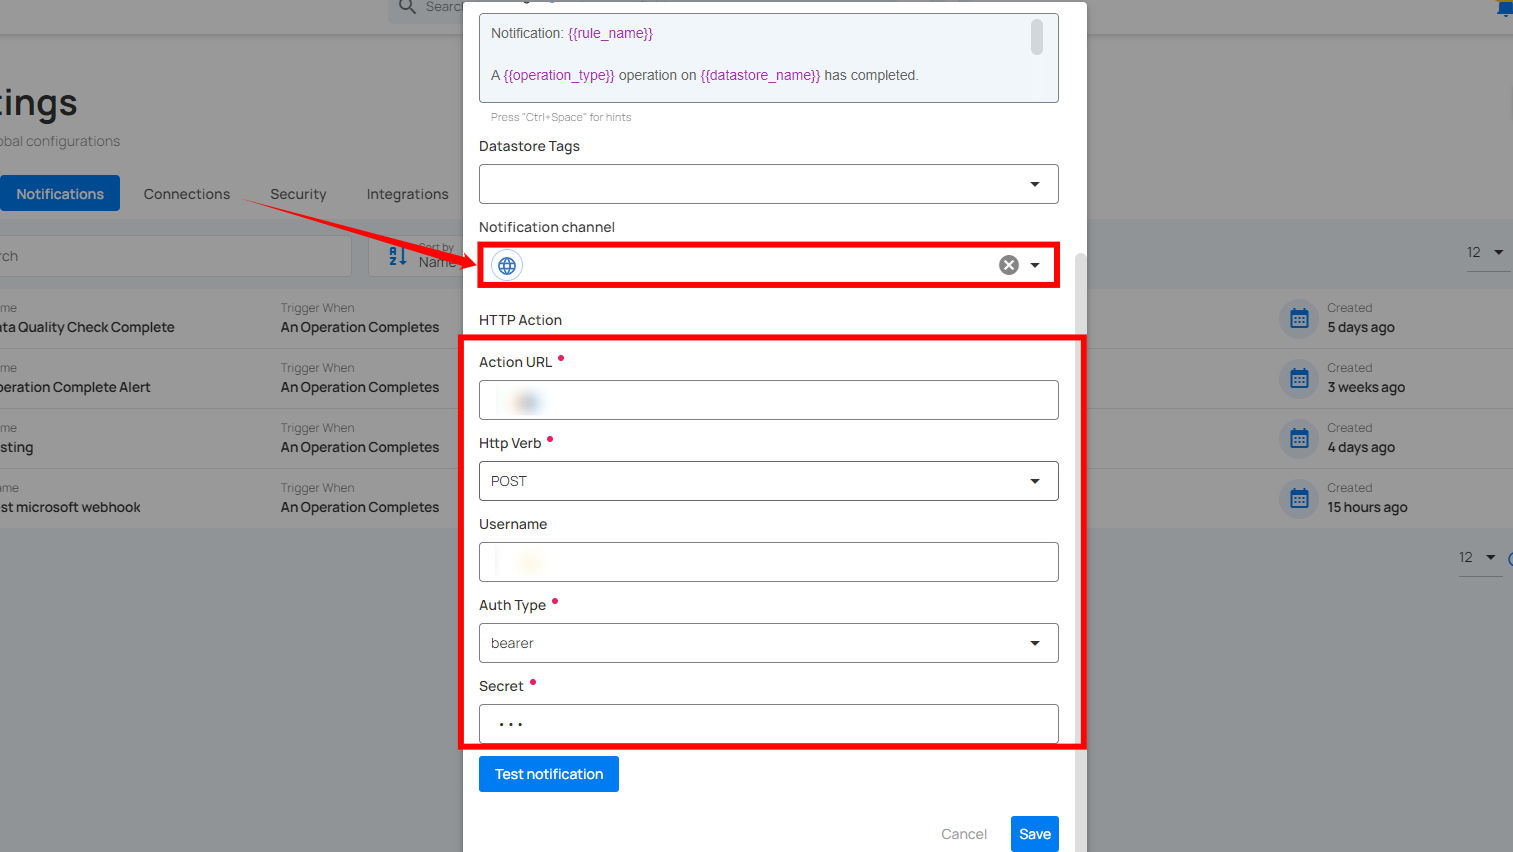 Search
Notification: {{rule_name}}
A {{operation_type}} operation on {{datastore_name}} has completed.
Press "Ctrl+Space" for hints
tings
obal configurations
Notifications
Connections
Security
Integrations
Datastore Tags
Notification channel
rch
Sort by
Name
12
HTTP Action
Action URL
Http Verb
POST
Username
Auth Type
bearer
Secret
• • •
Test notification
Cancel
Save
me
ata Quality Check Complete
Trigger When
An Operation Completes
Created
5 days ago
me
peration Complete Alert
Trigger When
An Operation Completes
Created
3 weeks ago
me
sting
Trigger When
An Operation Completes
Created
4 days ago
ame
st microsoft webhook
Trigger When
An Operation Completes
Created
15 hours ago
12